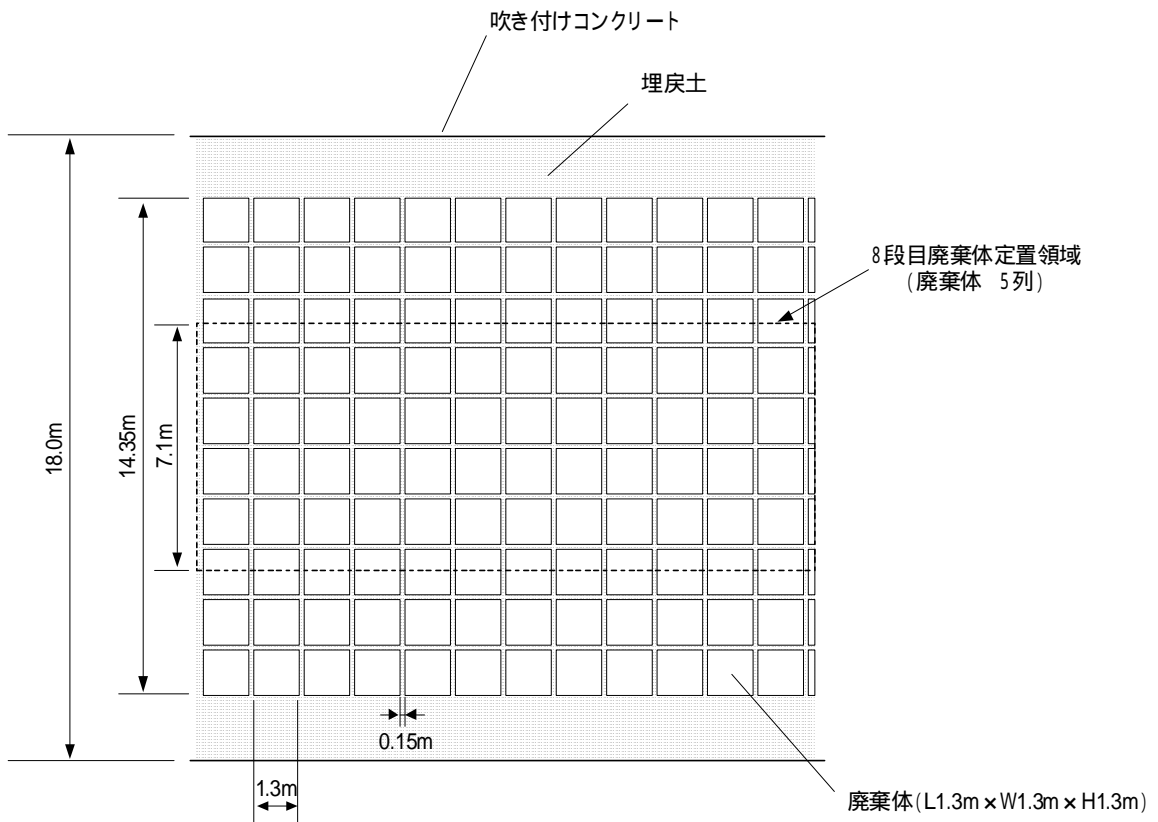 吹き付けコンクリート
埋戻土
8段目廃棄体定置領域
(廃棄体 5列)
18.0m
14.35m
7.1m
0.15m
1.3m
廃棄体(L1.3m×W1.3m×H1.3m)